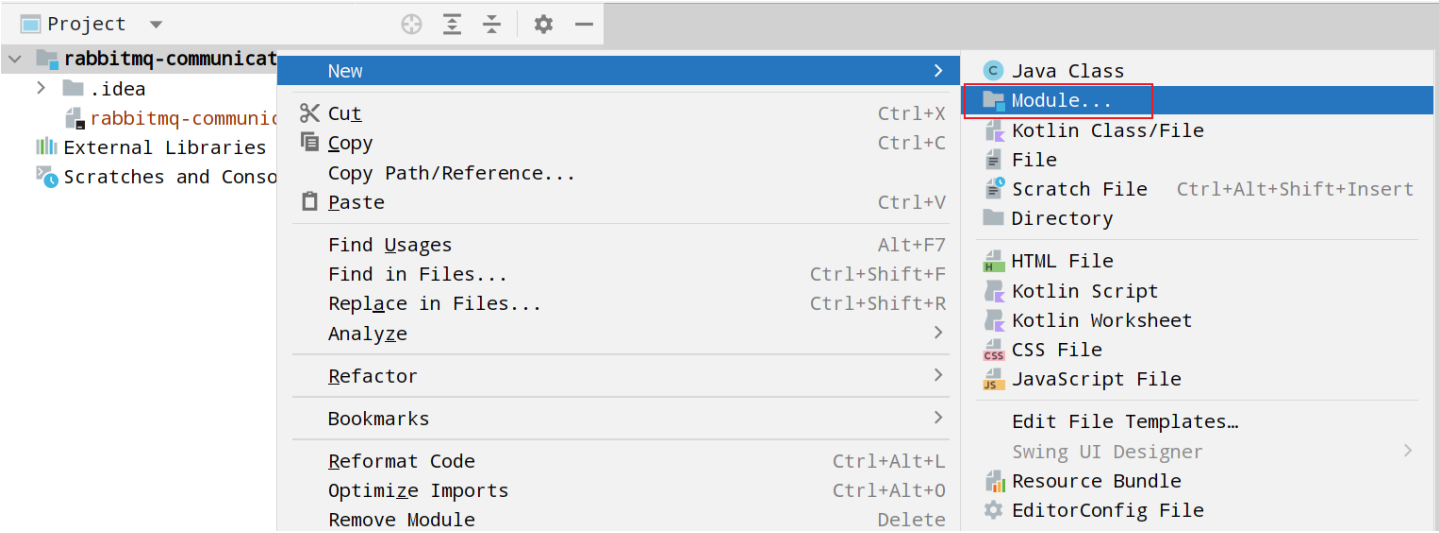 Project
rabbitmq-communicat
.idea
rabbitmq-communic
External Libraries
Scratches and Conso
New
Cut Ctrl+X
Copy Ctrl+C
Copy Path/Reference...
Paste Ctrl+V
Find Usages Alt+F7
Find in Files... Ctrl+Shift+F
Replace in Files... Ctrl+Shift+R
Analyze
Refactor
Bookmarks
Reformat Code Ctrl+Alt+L
Optimize Imports Ctrl+Alt+O
Remove Module Delete
C Java Class
Module...
Kotlin Class/File
File
Scratch File Ctrl+Alt+Shift+Insert
Directory
H HTML File
Kotlin Script
Kotlin Worksheet
CSS CSS File
JS JavaScript File
Edit File Templates…
Swing UI Designer
Resource Bundle
EditorConfig File